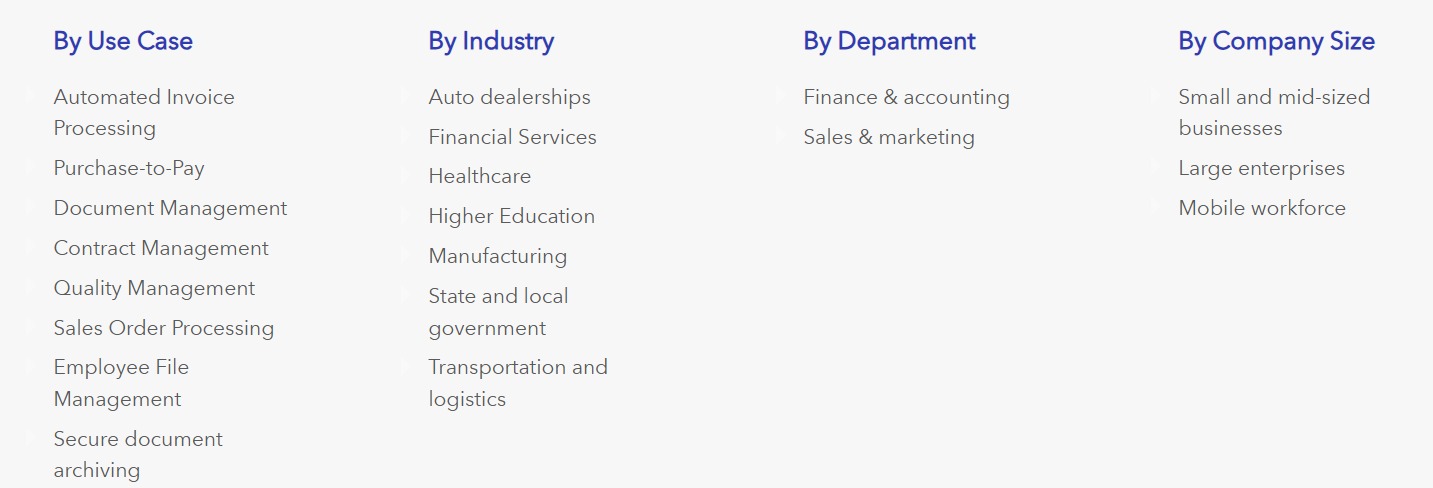 By Use Case
Automated Invoice
Processing
Purchase-to-Pay
Document Management
Contract Management
Quality Management
Sales Order Processing
Employee File
Management
Secure document
archiving
By Industry
Auto dealerships
Financial Services
Healthcare
Higher Education
Manufacturing
State and local
government
Transportation and
logistics
By Department
Finance & accounting
Sales & marketing
By Company Size
Small and mid-sized
businesses
Large enterprises
Mobile workforce